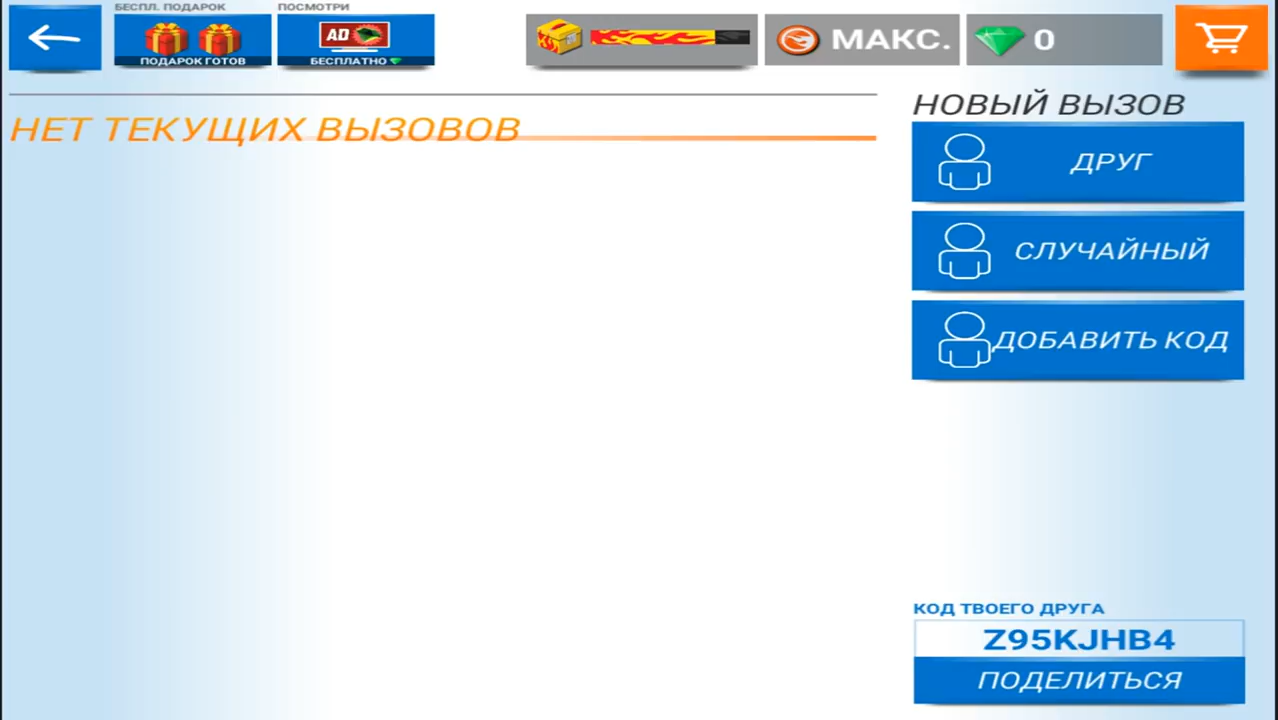 БЕСПЛ. ПОДАРОК
ПОДАРОК ГОТОВ
ПОСМОТРИ
AD
БЕСПЛАТНО
МАКС.
0
НЕТ ТЕКУЩИХ ВЫЗОВОВ
НОВЫЙ ВЫЗОВ
ДРУГ
СЛУЧАЙНЫЙ
ДОБАВИТЬ КОД
КОД ТВОЕГО ДРУГА
Z95KJHB4
ПОДЕЛИТЬСЯ